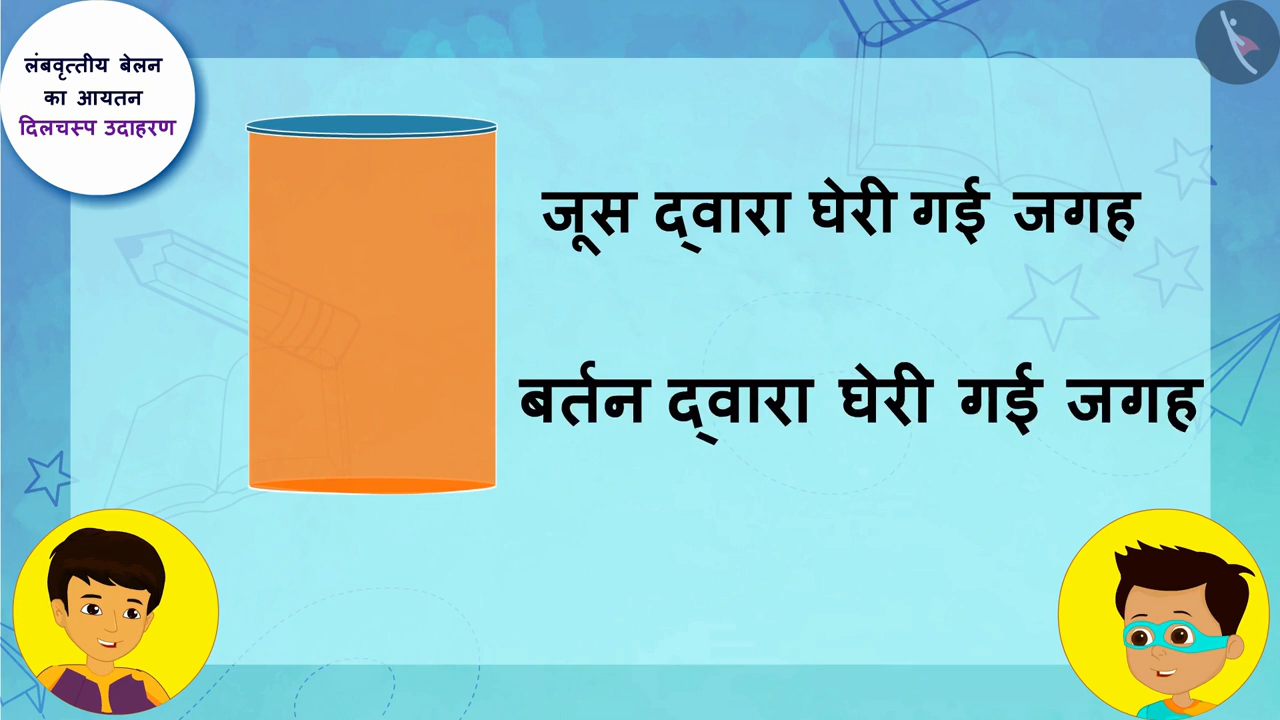 लंबवृत्तीय बेलन
का आयतन
दिलचस्प उदाहरण
जूस द्वारा घेरी गई जगह
बर्तन द्वारा घेरी गई जगह